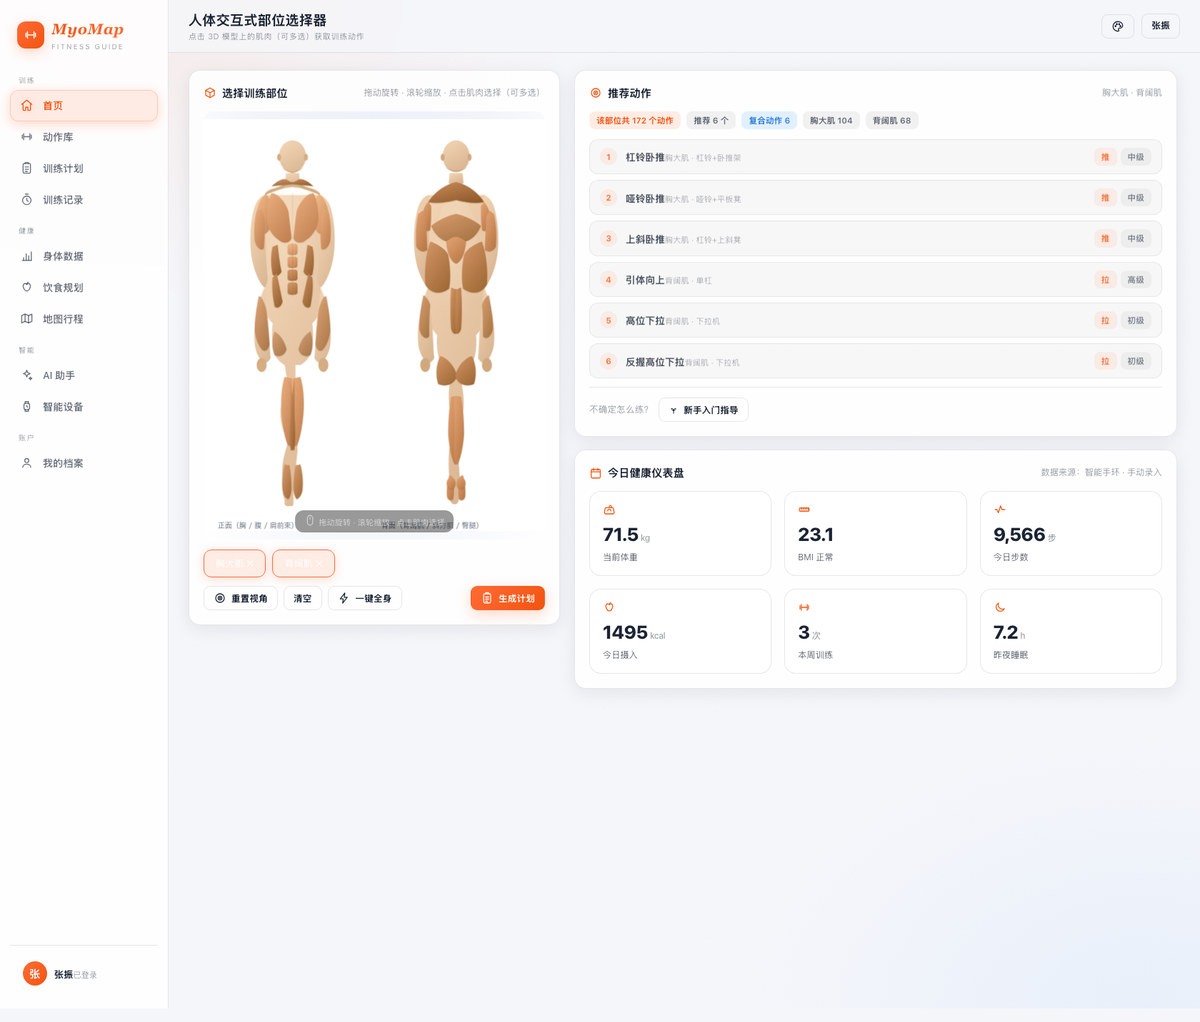 MyoMap
FITNESS GUIDE
训练
首页
动作库
训练计划
训练记录
健康
身体数据
饮食规划
地图行程
智能
AI 助手
智能设备
账户
我的档案
张
张振已登录
人体交互式部位选择器
点击 3D 模型上的肌肉（可多选）获取训练动作
张振
选择训练部位
拖动旋转 · 滚轮缩放 · 点击肌肉选择（可多选）
正面（胸 / 腹 / 肩前束）
拖动旋转 · 滚轮缩放 · 点击肌肉选择
/ 臀腿）
胸大肌 ×
背阔肌 ×
重置视角
清空
一键全身
生成计划
推荐动作
胸大肌 · 背阔肌
该部位共 172 个动作
推荐 6 个
复合动作 6
胸大肌 104
背阔肌 68
1 杠铃卧推胸大肌 · 杠铃+卧推架 推 中级
2 哑铃卧推胸大肌 · 哑铃+平板凳 推 中级
3 上斜卧推胸大肌 · 杠铃+上斜凳 推 中级
4 引体向上背阔肌 · 单杠 拉 高级
5 高位下拉背阔肌 · 下拉机 拉 初级
6 反握高位下拉背阔肌 · 下拉机 拉 初级
不确定怎么练?
新手入门指导
今日健康仪表盘
数据来源：智能手环 · 手动录入
71.5 kg
当前体重
23.1
BMI 正常
9,566 步
今日步数
1495 kcal
今日摄入
3 次
本周训练
7.2 h
昨夜睡眠